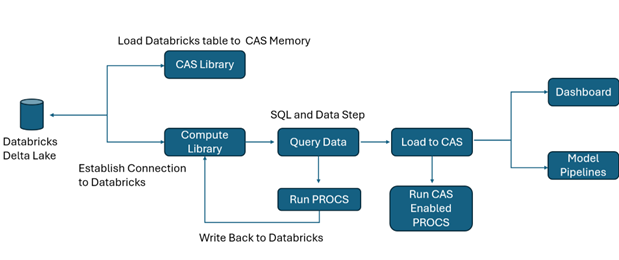 Load Databricks table to CAS Memory
CAS Library
Dashboard
SQL and Data Step
Databricks
Delta Lake
Compute
Library
Query Data
Load to CAS
Establish Connection
to Databricks
Model
Pipelines
Run PROCS
Run CAS
Enabled
PROCS
Write Back to Databricks